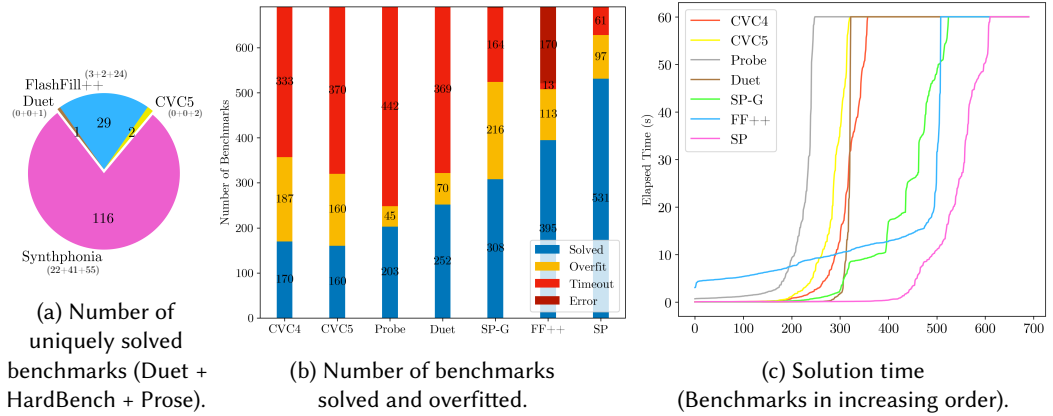 FlashFill++
(3+2+24)
Duet
(0+0+1)
CVC5
(0+0+2)
29
1
2
116
Synthphonia
(22+41+55)
(a) Number of
uniquely solved
benchmarks (Duet +
HardBench + Prose).
Number of Benchmarks
600
500
400
300
200
100
0
333
187
170
370
160
160
442
45
203
369
70
252
164
216
308
170
13
113
395
61
97
531
Solved
Overfit
Timeout
Error
CVC4
CVC5
Probe
Duet
SP-G
FF++
SP
(b) Number of benchmarks
solved and overfitted.
Elapsed Time (s)
60
50
40
30
20
10
0
CVC4
CVC5
Probe
Duet
SP-G
FF++
SP
0
100
200
300
400
500
600
700
(c) Solution time
(Benchmarks in increasing order).